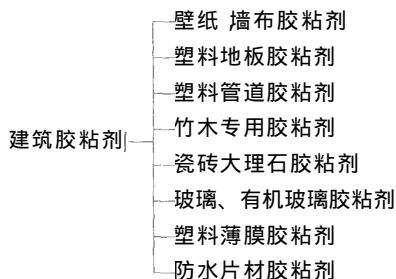 建筑胶粘剂
壁纸 墙布胶粘剂
塑料地板胶粘剂
塑料管道胶粘剂
竹木专用胶粘剂
瓷砖大理石胶粘剂
玻璃、有机玻璃胶粘剂
塑料薄膜胶粘剂
防水片材胶粘剂